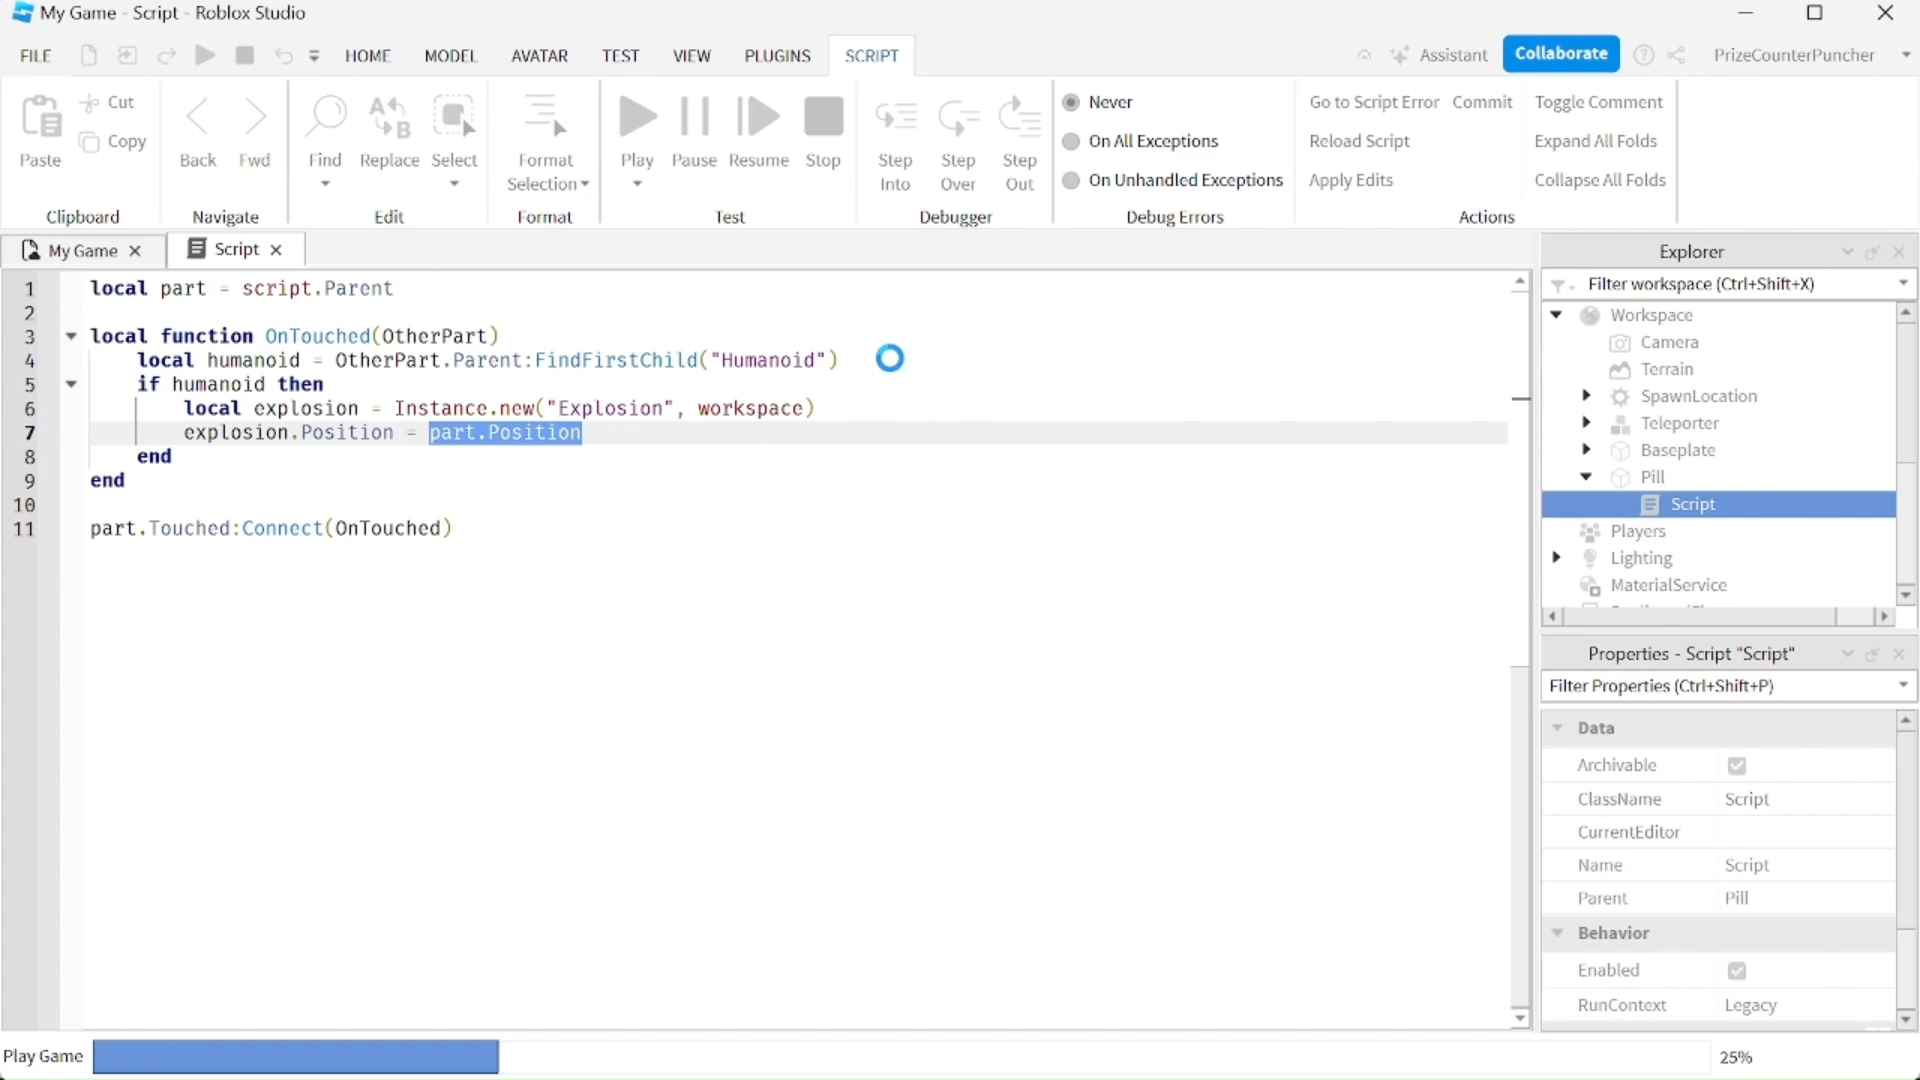 My Game - Script - Roblox Studio
FILE HOME MODEL AVATAR TEST VIEW PLUGINS SCRIPT Assistant Collaborate PrizeCounterPuncher
Paste Cut Copy
Clipboard
Back Fwd
Navigate
Find Replace Select
Edit
Format Selection
Format
Play Pause Resume Stop
Test
Step Into Step Over Step Out
Debugger
Never
On All Exceptions
On Unhandled Exceptions
Debug Errors
Go to Script Error Commit Toggle Comment
Reload Script Expand All Folds
Apply Edits Collapse All Folds
Actions
My Game Script
1 local part = script.Parent
2
3 local function OnTouched(OtherPart)
4 local humanoid = OtherPart.Parent:FindFirstChild("Humanoid")
5 if humanoid then
6 local explosion = Instance.new("Explosion", workspace)
7 explosion.Position = part.Position
8 end
9 end
10
11 part.Touched:Connect(OnTouched)
Explorer
Filter workspace (Ctrl+Shift+X)
Workspace
Camera
Terrain
SpawnLocation
Teleporter
Baseplate
Pill
Script
Players
Lighting
MaterialService
Properties - Script "Script"
Filter Properties (Ctrl+Shift+P)
Data
Archivable
ClassName Script
CurrentEditor
Name Script
Parent Pill
Behavior
Enabled
RunContext Legacy
Play Game 25%